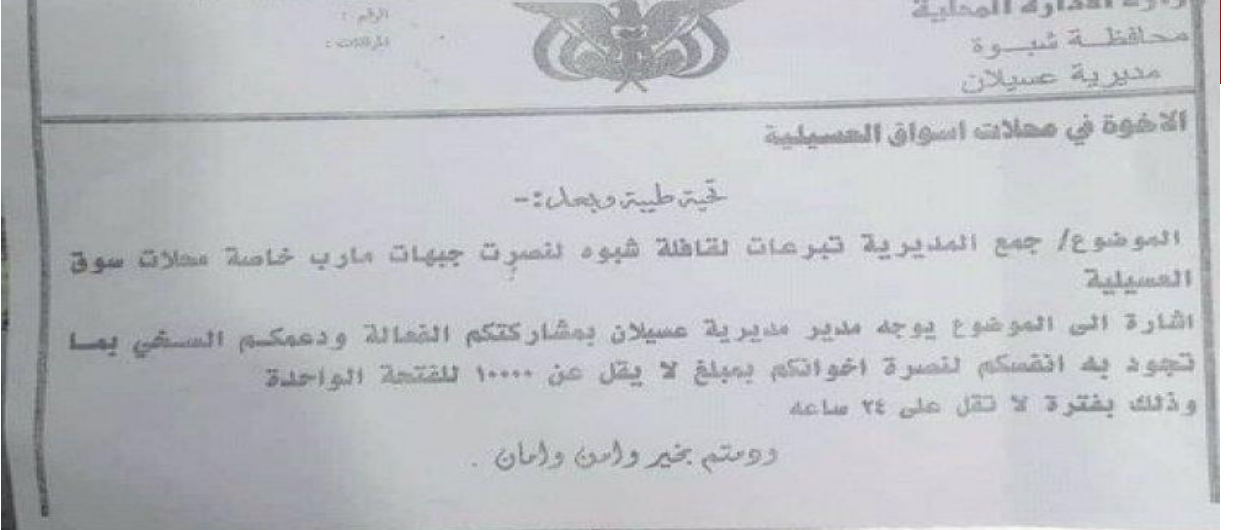 وزارة الادارة المحلية
محافظة شبوة
مديرية عسيلان
الرقم :
المرفقات :
الاخوة في محلات اسواق العسيلية
تحية طيبة وبعد:-
الموضوع/ جمع المديرية تبرعات لقافلة شبوه لنصرِت جبهات مارب خاصة محلات سوق
العسيلية
اشارة الى الموضوع يوجه مدير مديرية عسيلان بمشاركتكم الفعالة ودعمكم السخي بما
تجود به انفسكم لنصرة اخوانكم بمبلغ لا يقل عن ١٠٠٠٠ للفتحة الواحدة
وذلك بفترة لا تقل على ٢٤ ساعه
ودمتم بخير وامن وامان .